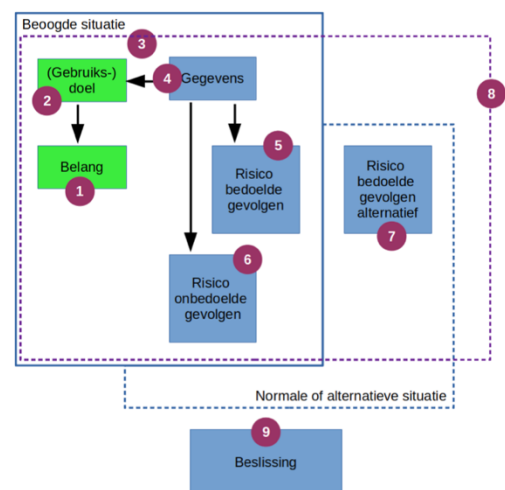 Beoogde situatie
3
(Gebruiks-)
doel
2
4
Gegevens
8
Belang
1
5
Risico
bedoelde
gevolgen
Risico
bedoelde
gevolgen
alternatief
7
6
Risico
onbedoelde
gevolgen
Normale of alternatieve situatie
9
Beslissing